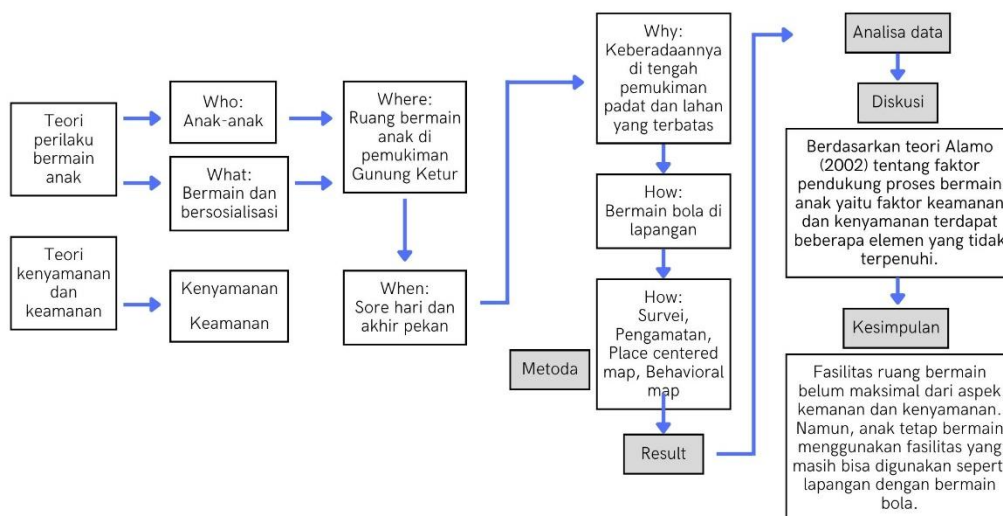 Teori
perilaku
bermain
anak
Who:
Anak-anak
What:
Bermain dan
bersosialisasi
Where:
Ruang bermain
anak di
pemukiman
Gunung Ketur
Teori
kenyamanan
dan
keamanan
Kenyamanan
Keamanan
When:
Sore hari dan
akhir pekan
Why:
Keberadaannya
di tengah
pemukiman
padat dan lahan
yang terbatas
How:
Bermain bola di
lapangan
Metoda
How:
Survei,
Pengamatan,
Place centered
map, Behavioral
map
Result
Analisa data
Diskusi
Berdasarkan teori Alamo
(2002) tentang faktor
pendukung proses bermain
anak yaitu faktor keamanan
dan kenyamanan terdapat
beberapa elemen yang tidak
terpenuhi.
Kesimpulan
Fasilitas ruang bermain
belum maksimal dari aspek
kemanan dan kenyamanan.
Namun, anak tetap bermain
menggunakan fasilitas yang
masih bisa digunakan sepert
lapangan dengan bermain
bola.